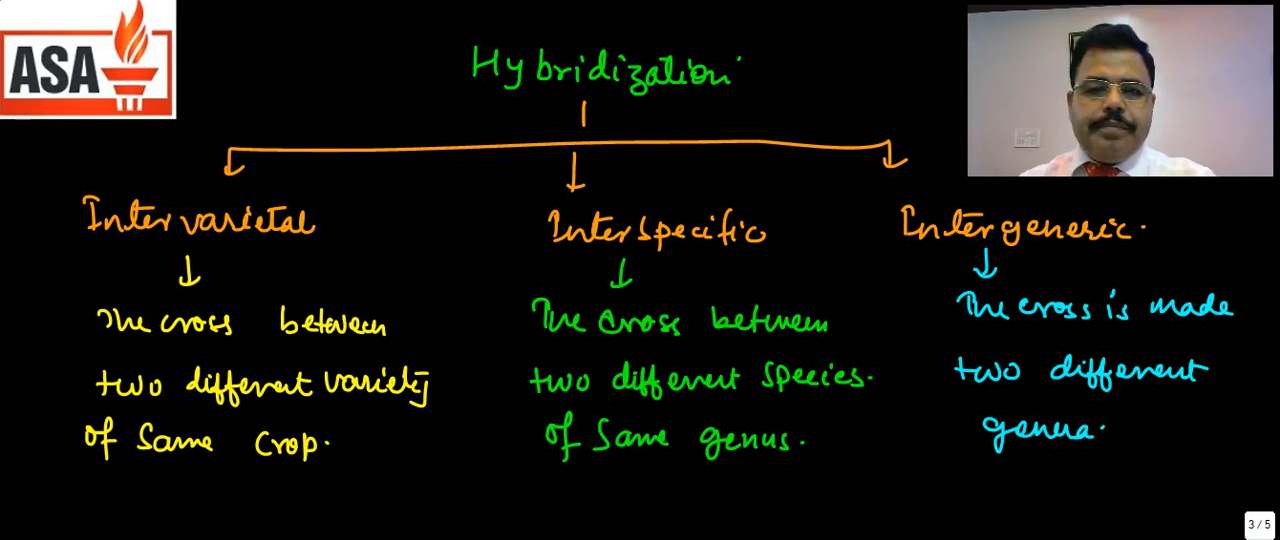 ASA
Hybridization
Intervarietal
Interspecific
Intergeneric.
The cross between
two different variety
of same crop.
The cross between
two different species.
of same genus.
The cross is made
two different
genera.
3 / 5